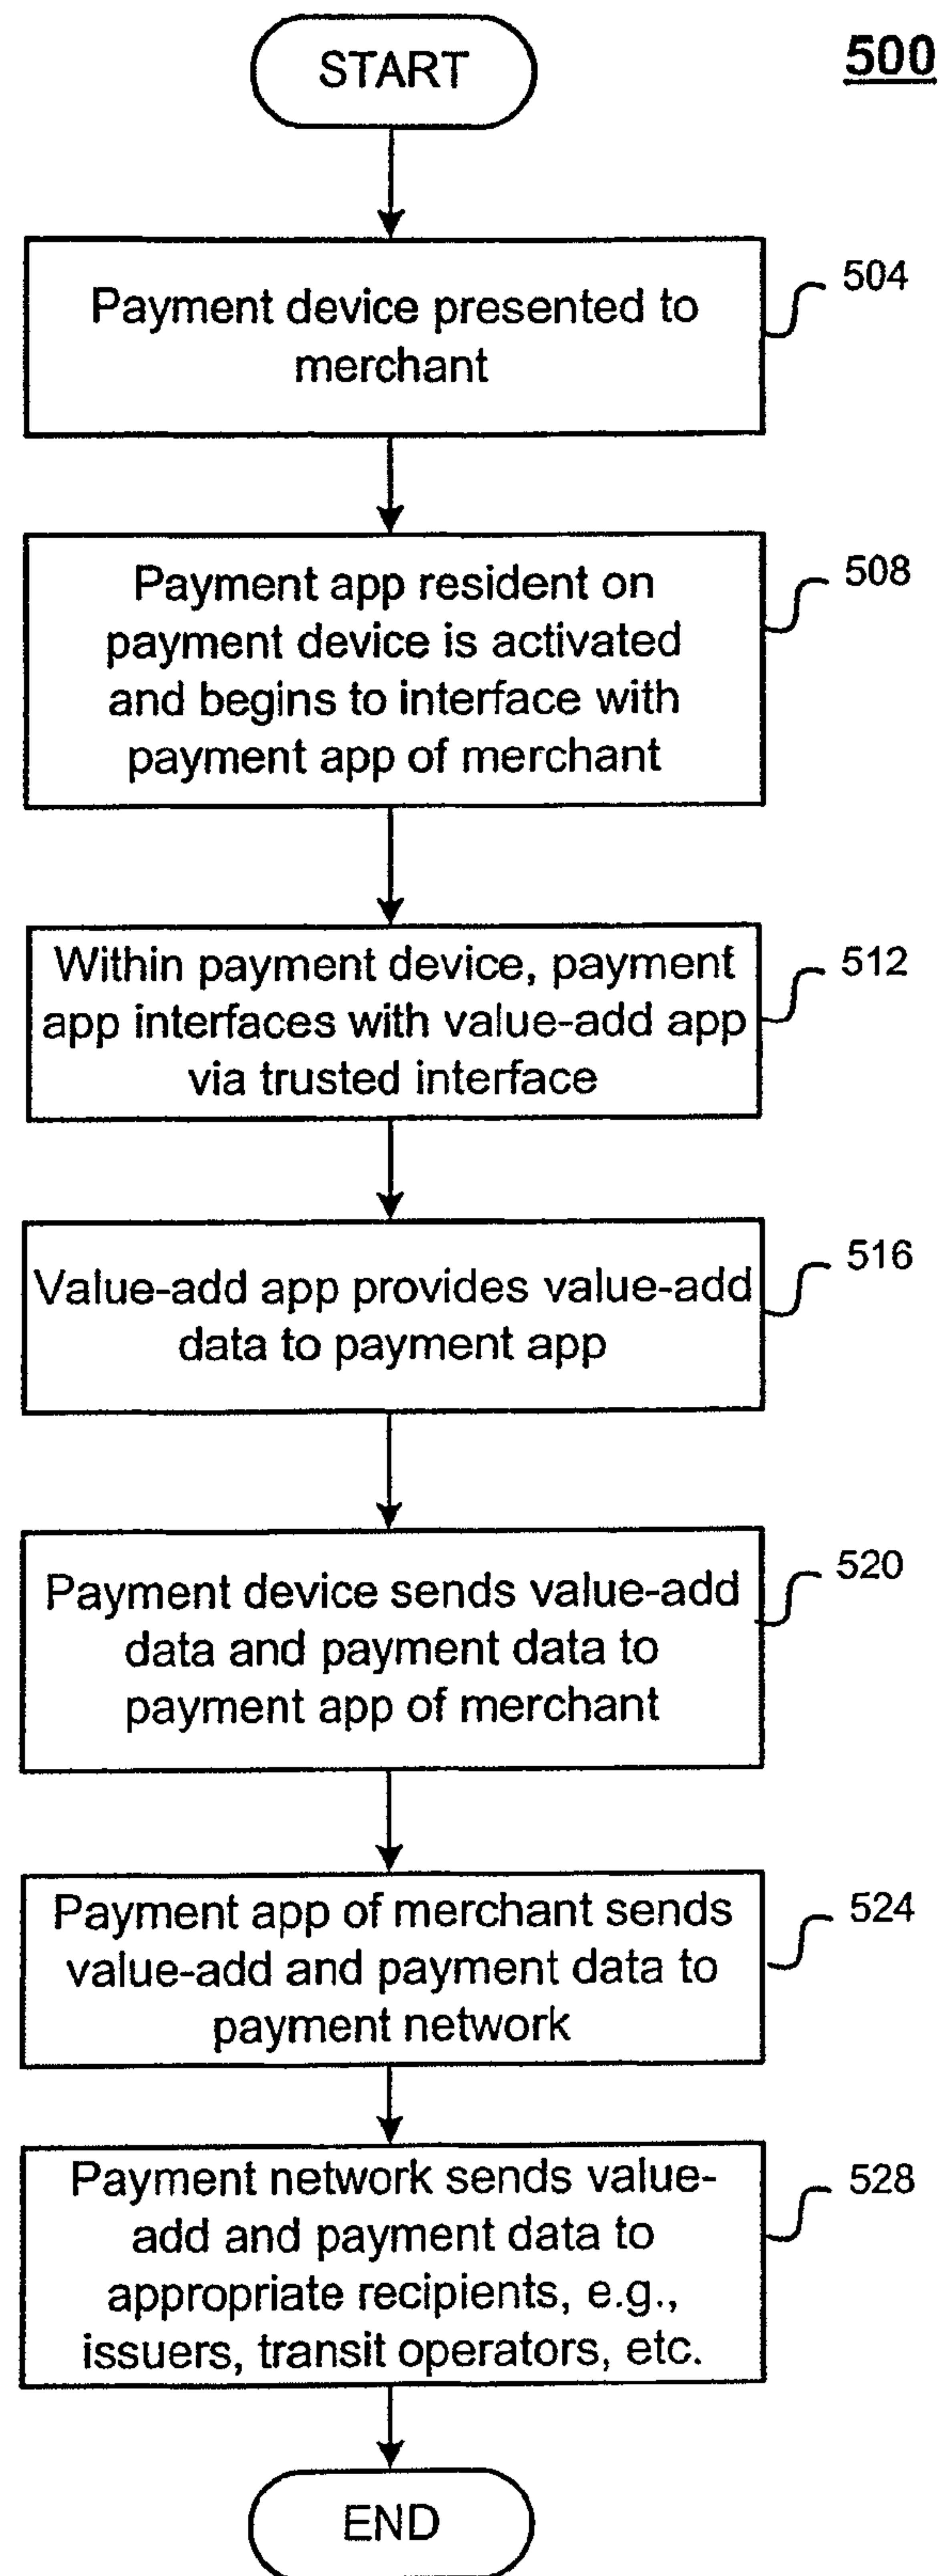 START
500
Payment device presented to
merchant
504
Payment app resident on
payment device is activated
and begins to interface with
payment app of merchant
508
Within payment device, payment
app interfaces with value-add app
via trusted interface
512
Value-add app provides value-add
data to payment app
516
Payment device sends value-add
data and payment data to
payment app of merchant
520
Payment app of merchant sends
value-add and payment data to
payment network
524
Payment network sends value-
add and payment data to
appropriate recipients, e.g.,
issuers, transit operators, etc.
528
END